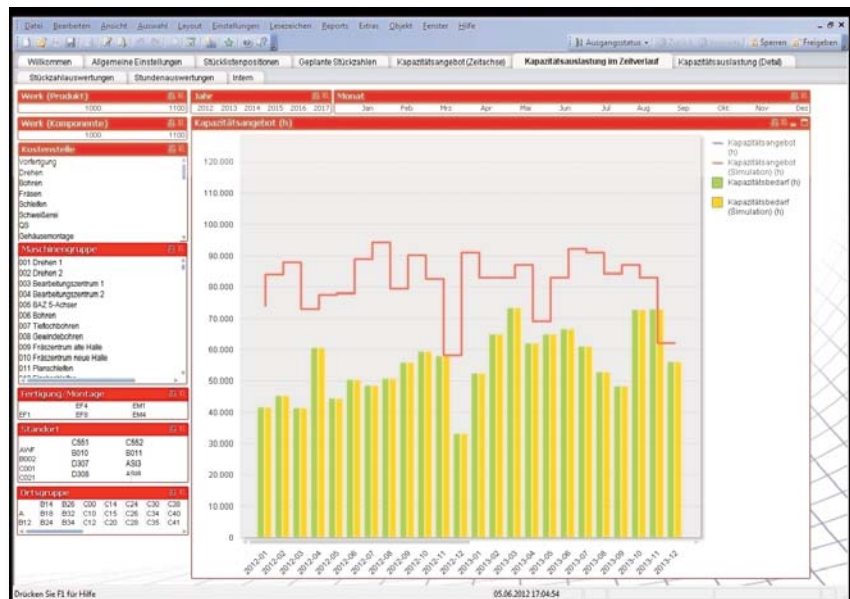 Datei Bearbeiten Ansicht Auswahl Layout Einstellungen Lesezeichen Reports Extras Objekt Fenster Hilfe
Ausgangsstatus Sperren Freigeben
Willkommen Allgemeine Einstellungen Stücklistenpositionen Geplante Stückzahlen Kapazitätsangebot (Zeitachse) Kapazitätsauslastung im Zeitverlauf Kapazitätsauslastung (Detail)
Stückzahlauswertungen Stundenauswertungen Intern
Werk (Produkt)
1000 1100
Werk (Komponente)
1000 1100
Kostenstelle
Vorfertigung
Drehen
Bohren
Fräsen
Schleifen
Schweißerei
QS
Gehäusemontage
Maschinengruppe
001 Drehen 1
002 Drehen 2
003 Bearbeitungszentrum 1
004 Bearbeitungszentrum 2
005 BAZ 5-Achser
006 Bohren
007 Tieflochbohren
008 Gewindebohren
009 Fräszentrum alte Halle
010 Fräszentrum neue Halle
011 Planschleifen
Fertigung/Montage
EF4 EM1
EF1 EF8 EM4
Standort
C551 C552
AVVF B010 B011
B002
C001 D307 ASI3
C021 D308
Ortsgruppe
B14 B26 C00 C14 C24 C30 C38
A B18 B32 C10 C15 C26 C34 C40
B12 B24 B34 C12 C20 C28 C35 C41
Jahr
2012 2013 2014 2015 2016 2017
Monat
Jan Feb Mrz Apr Mai Jun Jul Aug Sep Okt Nov Dez
Kapazitätsangebot (h)
Kapazitätsangebot
(h)
Kapazitätsangebot
(Simulation) (h)
Kapazitätsbedarf (h)
Kapazitätsbedarf
(Simulation) (h)
120.000
110.000
100.000
90.000
80.000
70.000
60.000
50.000
40.000
30.000
20.000
10.000
0
2012-01 2012-02 2012-03 2012-04 2012-05 2012-06 2012-07 2012-08 2012-09 2012-10 2012-11 2012-12 2013-01 2013-02 2013-03 2013-04 2013-05 2013-06 2013-07 2013-08 2013-09 2013-10 2013-11 2013-12
Drücken Sie F1 für Hilfe
05.06.2012 17:04:54